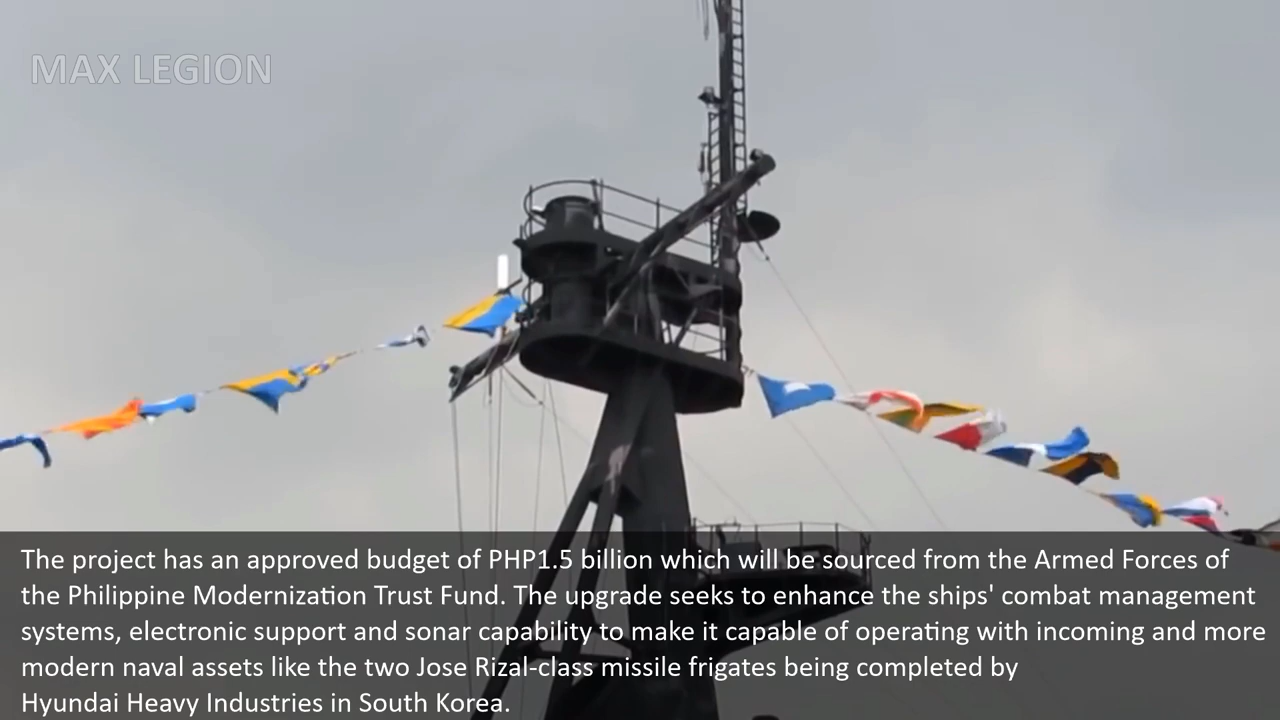 MAX LEGION
The project has an approved budget of PHP1.5 billion which will be sourced from the Armed Forces of
the Philippine Modernization Trust Fund. The upgrade seeks to enhance the ships' combat management
systems, electronic support and sonar capability to make it capable of operating with incoming and more
modern naval assets like the two Jose Rizal-class missile frigates being completed by
Hyundai Heavy Industries in South Korea.